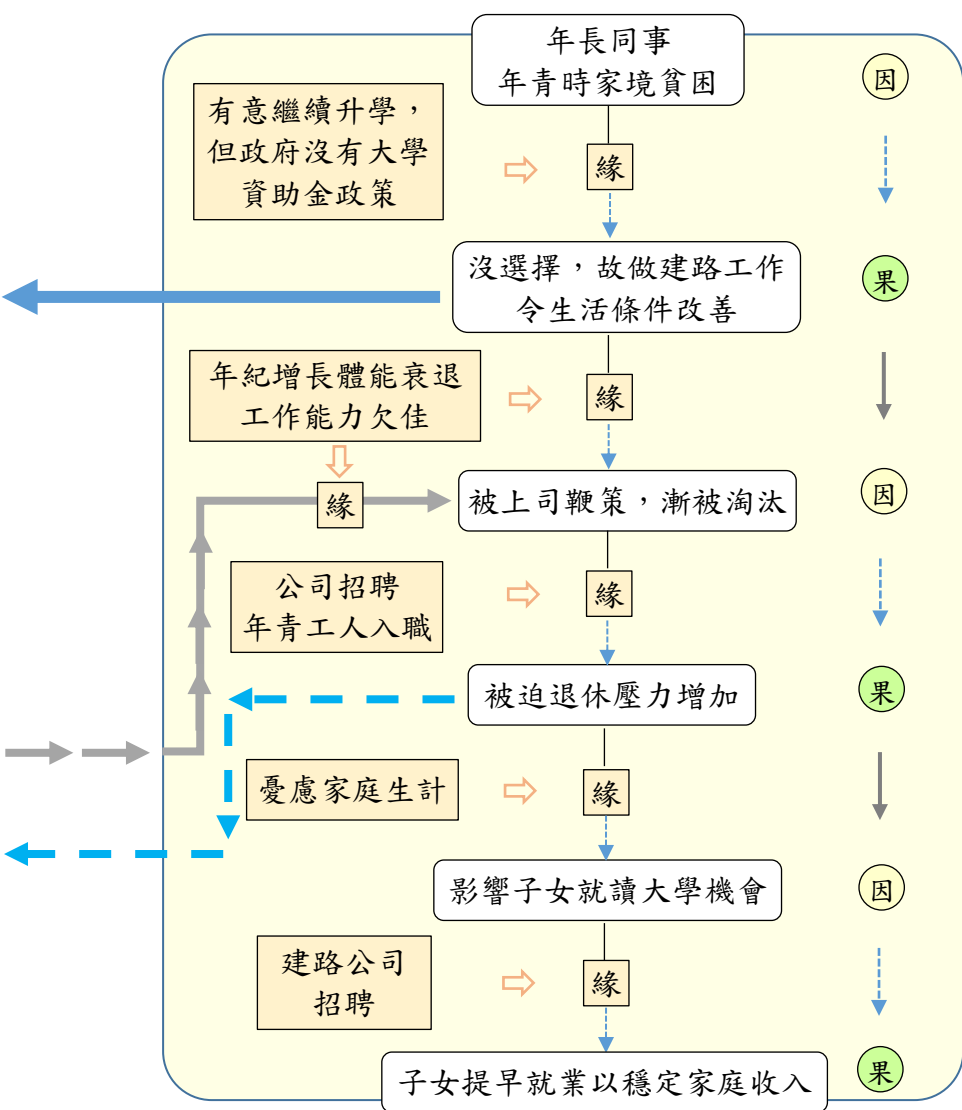 年長同事
年青時家境貧困
因
有意繼續升學，
但政府沒有大學
資助金政策
緣
沒選擇，故做建路工作
令生活條件改善
果
年紀增長體能衰退
工作能力欠佳
緣
緣
被上司鞭策，漸被淘汰
因
公司招聘
年青工人入職
緣
被迫退休壓力增加
果
憂慮家庭生計
緣
影響子女就讀大學機會
因
建路公司
招聘
緣
子女提早就業以穩定家庭收入
果